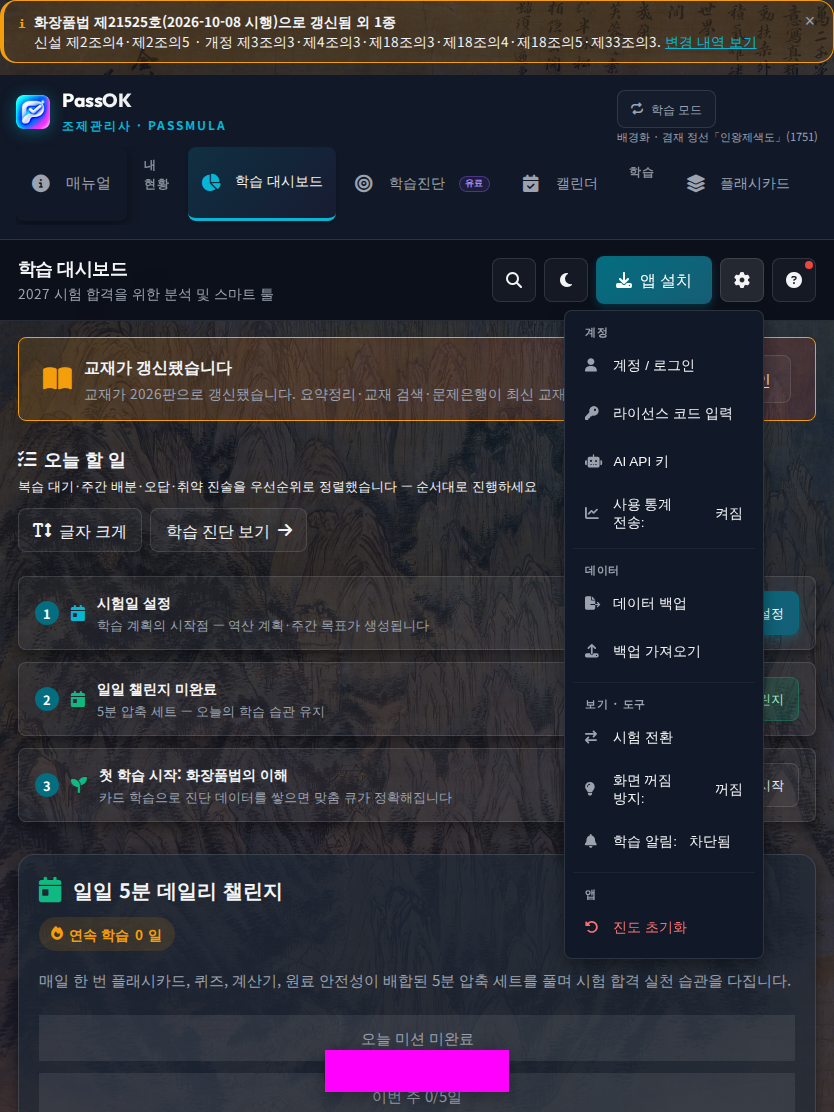 화장품법 제21525호(2026-10-08 시행)으로 갱신됨 외 1종
신설 제2조의4·제2조의5 · 개정 제3조의3·제4조의3·제18조의3·제18조의4·제18조의5·제33조의3. 변경 내역 보기
PassOK
조제관리사 · PASSMULA
학습 모드
배경화 · 겸재 정선「인왕제색도」(1751)
매뉴얼
내 현황
학습 대시보드
학습진단 유료
캘린더
학습
플래시카드
학습 대시보드
2027 시험 합격을 위한 분석 및 스마트 툴
앱 설치
교재가 갱신됐습니다
교재가 2026판으로 갱신됐습니다. 요약정리·교재 검색·문제은행이 최신 교재
오늘 할 일
복습 대기·주간 배분·오답·취약 진술을 우선순위로 정렬했습니다 — 순서대로 진행하세요
글자 크게
학습 진단 보기
1
시험일 설정
학습 계획의 시작점 — 역산 계획·주간 목표가 생성됩니다
설정
2
일일 챌린지 미완료
5분 압축 세트 — 오늘의 학습 습관 유지
린지
3
첫 학습 시작: 화장품법의 이해
카드 학습으로 진단 데이터를 쌓으면 맞춤 큐가 정확해집니다
시작
계정
계정 / 로그인
라이선스 코드 입력
AI API 키
사용 통계 전송: 켜짐
데이터
데이터 백업
백업 가져오기
보기 · 도구
시험 전환
화면 꺼짐 방지: 꺼짐
학습 알림: 차단됨
앱
진도 초기화
일일 5분 데일리 챌린지
연속 학습 0 일
매일 한 번 플래시카드, 퀴즈, 계산기, 원료 안전성이 배합된 5분 압축 세트를 풀며 시험 합격 실천 습관을 다집니다.
오늘 미션 미완료
이번 주 0/5일